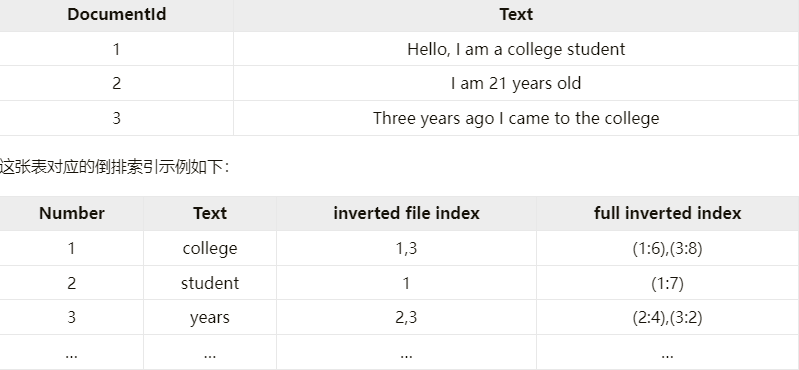 DocumentId Text
1 Hello, I am a college student
2 I am 21 years old
3 Three years ago I came to the college
这张表对应的倒排索引示例如下：
Number Text inverted file index full inverted index
1 college 1,3 (1:6),(3:8)
2 student 1 (1:7)
3 years 2,3 (2:4),(3:2)
... ... ... ...